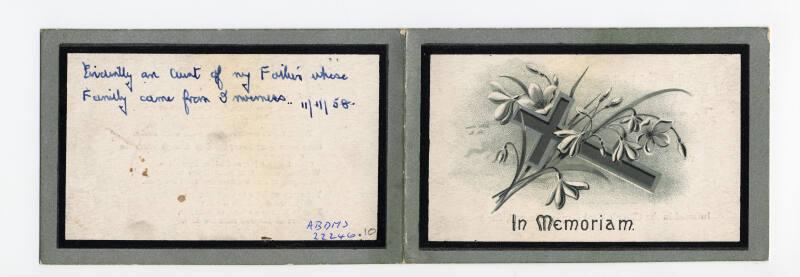 Evidently an Aunt of my Father's whose
Family came from Inverness.. 11/11/58.
ABDMS
22246.10
In Memoriam.